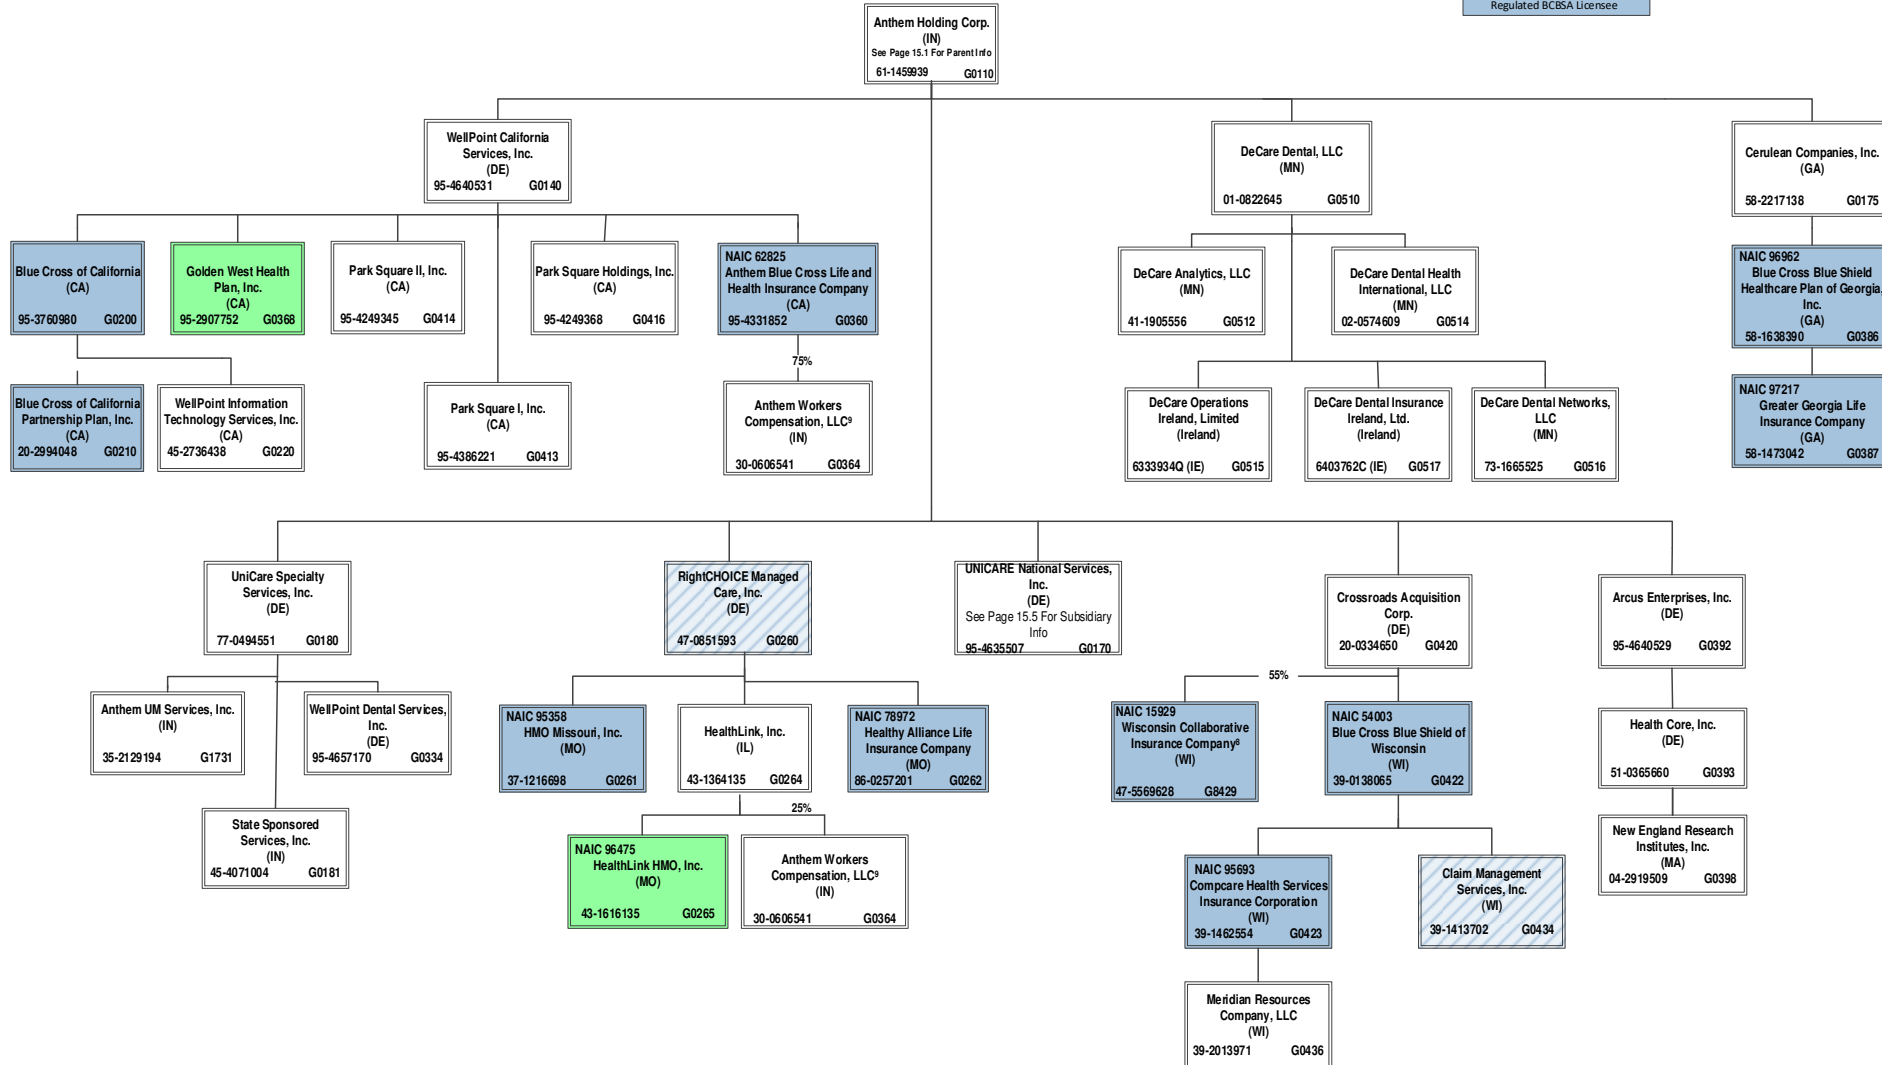 Regulated BCBSA Licensee
Anthem Holding Corp.
(IN)
See Page 15.1 For Parent Info
61-1459939 G0110
WellPoint California
Services, Inc.
(DE)
95-4640531 G0140
DeCare Dental, LLC
(MN)
01-0822645 G0510
Cerulean Companies, Inc.
(GA)
58-2217138 G0175
Blue Cross of California
(CA)
95-3760980 G0200
Golden West Health
Plan, Inc.
(CA)
95-2907752 G0368
Park Square II, Inc.
(CA)
95-4249345 G0414
Park Square Holdings, Inc.
(CA)
95-4249368 G0416
NAIC 62825
Anthem Blue Cross Life and
Health Insurance Company
(CA)
95-4331852 G0360
DeCare Analytics, LLC
(MN)
41-1905556 G0512
DeCare Dental Health
International, LLC
(MN)
02-0574609 G0514
NAIC 96962
Blue Cross Blue Shield
Healthcare Plan of Georgia,
Inc.
(GA)
58-1638390 G0386
75%
Blue Cross of California
Partnership Plan, Inc.
(CA)
20-2994048 G0210
WellPoint Information
Technology Services, Inc.
(CA)
45-2736438 G0220
Park Square I, Inc.
(CA)
95-4386221 G0413
Anthem Workers
Compensation, LLC⁹
(IN)
30-0606541 G0364
DeCare Operations
Ireland, Limited
(Ireland)
6333934Q (IE) G0515
DeCare Dental Insurance
Ireland, Ltd.
(Ireland)
6403762C (IE) G0517
DeCare Dental Networks,
LLC
(MN)
73-1665525 G0516
NAIC 97217
Greater Georgia Life
Insurance Company
(GA)
58-1473042 G0387
UniCare Specialty
Services, Inc.
(DE)
77-0494551 G0180
RightCHOICE Managed
Care, Inc.
(DE)
47-0851593 G0260
UNICARE National Services,
Inc.
(DE)
See Page 15.5 For Subsidiary
Info
95-4635507 G0170
Crossroads Acquisition
Corp.
(DE)
20-0334650 G0420
Arcus Enterprises, Inc.
(DE)
95-4640529 G0392
55%
Anthem UM Services, Inc.
(IN)
35-2129194 G1731
WellPoint Dental Services,
Inc.
(DE)
95-4657170 G0334
NAIC 95358
HMO Missouri, Inc.
(MO)
37-1216698 G0261
HealthLink, Inc.
(IL)
43-1364135 G0264
NAIC 78972
Healthy Alliance Life
Insurance Company
(MO)
86-0257201 G0262
NAIC 15929
Wisconsin Collaborative
Insurance Company⁶
(WI)
47-5569628 G8429
NAIC 54003
Blue Cross Blue Shield of
Wisconsin
(WI)
39-0138065 G0422
Health Core, Inc.
(DE)
51-0365660 G0393
25%
State Sponsored
Services, Inc.
(IN)
45-4071004 G0181
NAIC 96475
HealthLink HMO, Inc.
(MO)
43-1616135 G0265
Anthem Workers
Compensation, LLC⁹
(IN)
30-0606541 G0364
NAIC 95693
Compcare Health Services
Insurance Corporation
(WI)
39-1462554 G0423
Claim Management
Services, Inc.
(WI)
39-1413702 G0434
New England Research
Institutes, Inc.
(MA)
04-2919509 G0398
Meridian Resources
Company, LLC
(WI)
39-2013971 G0436